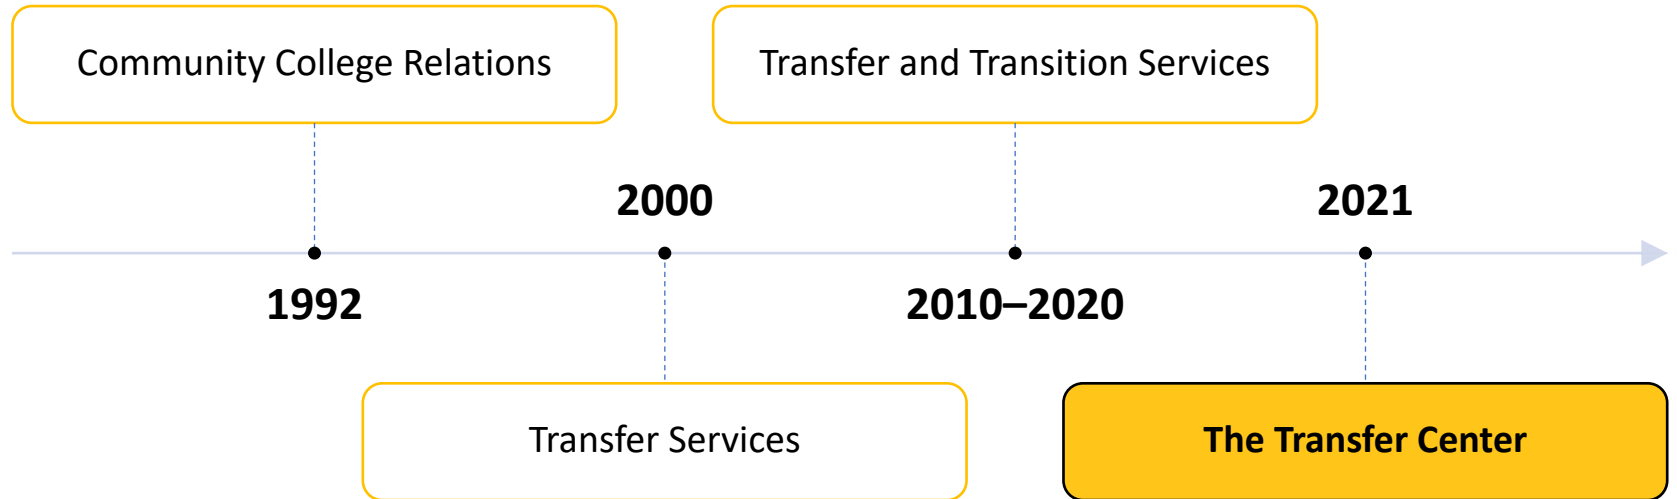 Community College Relations
Transfer and Transition Services
2000
2021
1992
2010–2020
Transfer Services
The Transfer Center